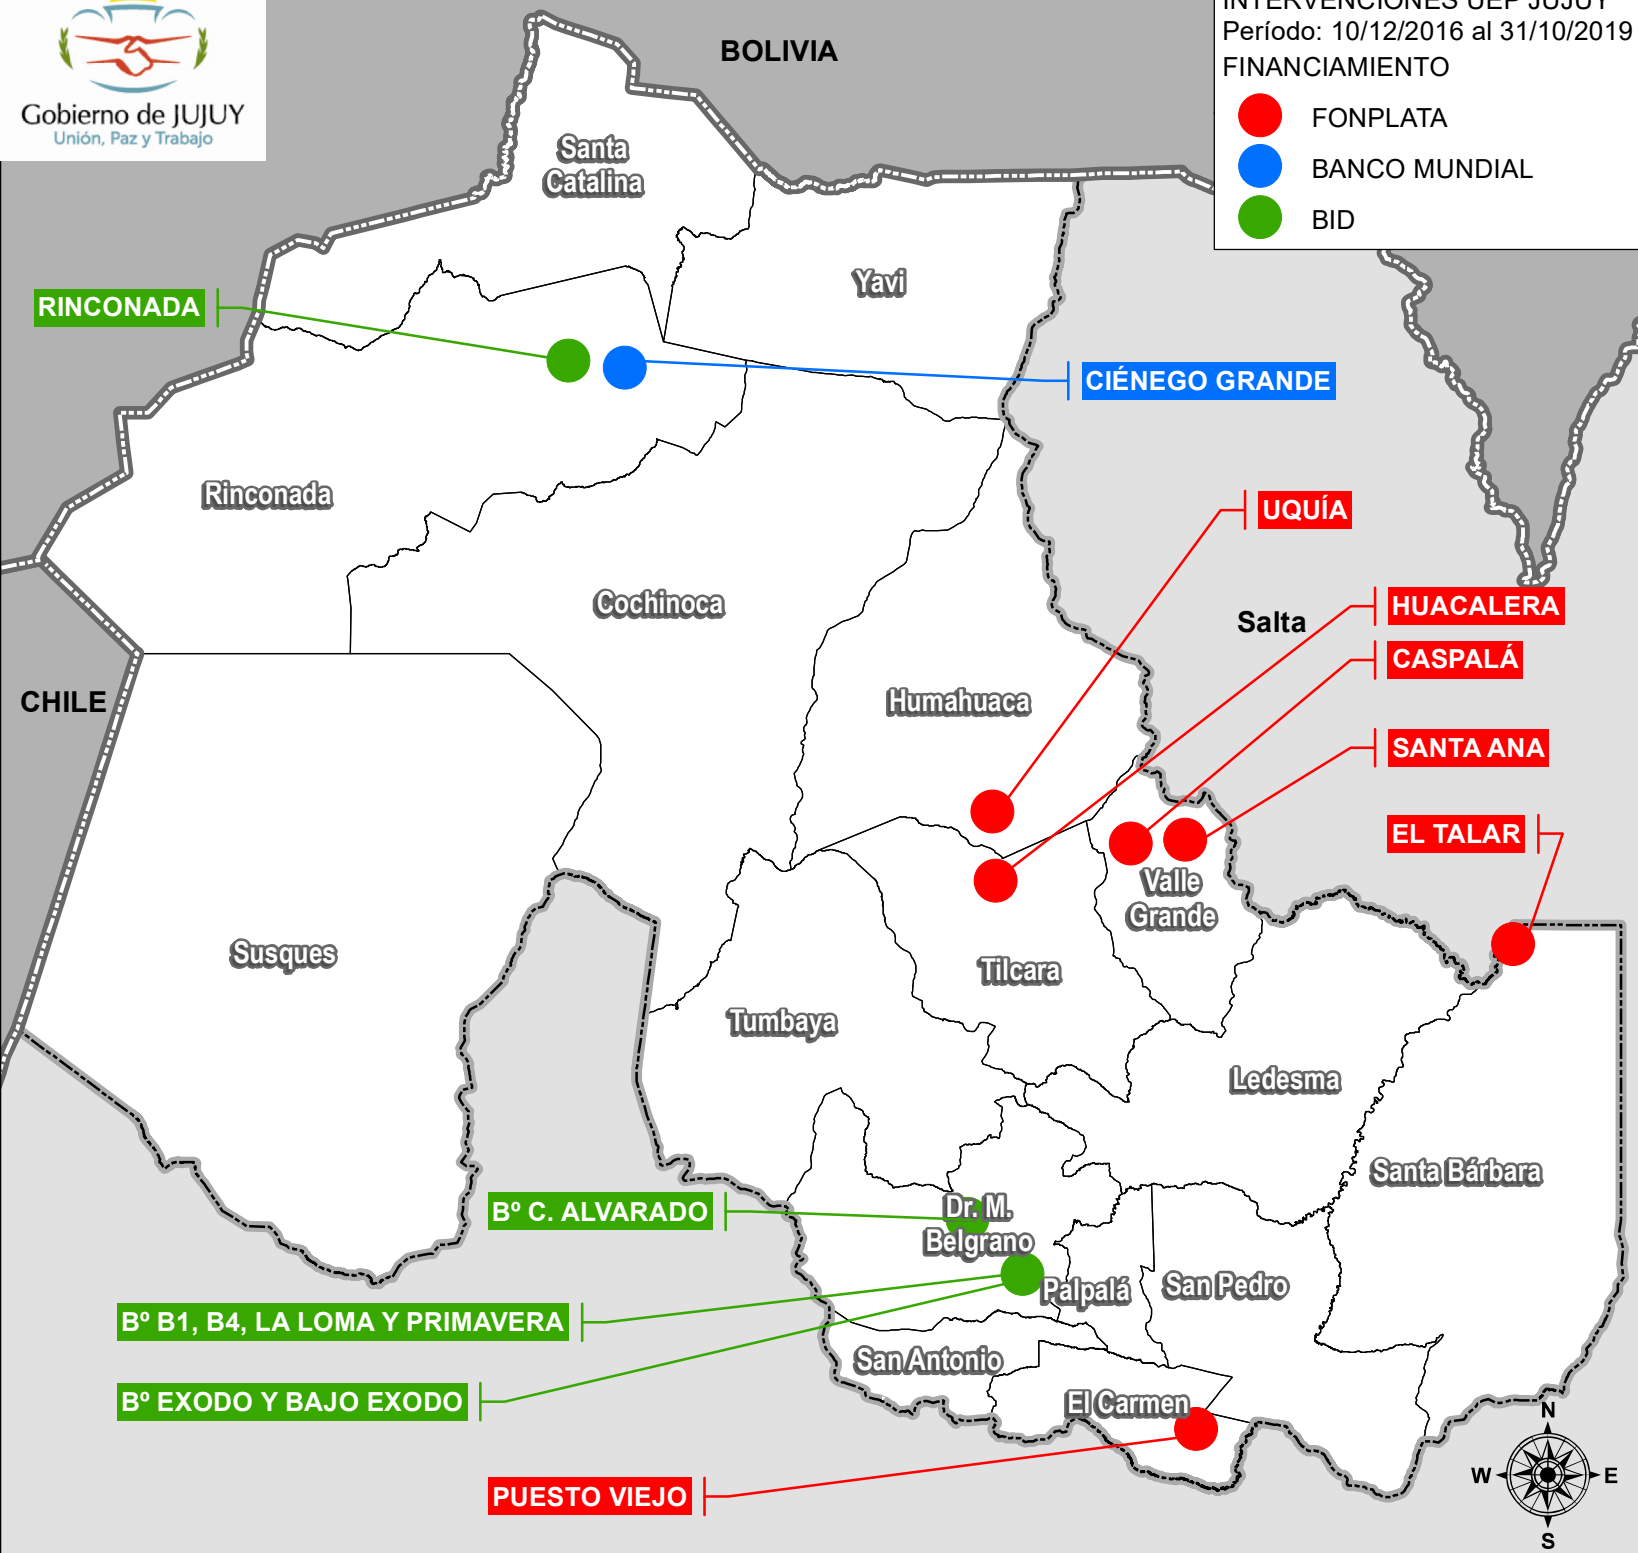 Gobierno de JUJUY
Unión, Paz y Trabajo
INTERVENCIONES UEP JUJUY
Período: 10/12/2016 al 31/10/2019
FINANCIAMIENTO
FONPLATA
BANCO MUNDIAL
BID
BOLIVIA
Santa
Catalina
Yavi
RINCONADA
CIÉNEGO GRANDE
Rinconada
UQUÍA
Cochinoca
HUACALERA
Salta
CASPALÁ
CHILE
Humahuaca
SANTA ANA
EL TALAR
Valle
Grande
Susques
Tilcara
Tumbaya
Ledesma
Santa Bárbara
Bº C. ALVARADO
Dr. M.
Belgrano
Palpalá
San Pedro
Bº B1, B4, LA LOMA Y PRIMAVERA
San Antonio
Bº EXODO Y BAJO EXODO
El Carmen
PUESTO VIEJO
N
W
E
S